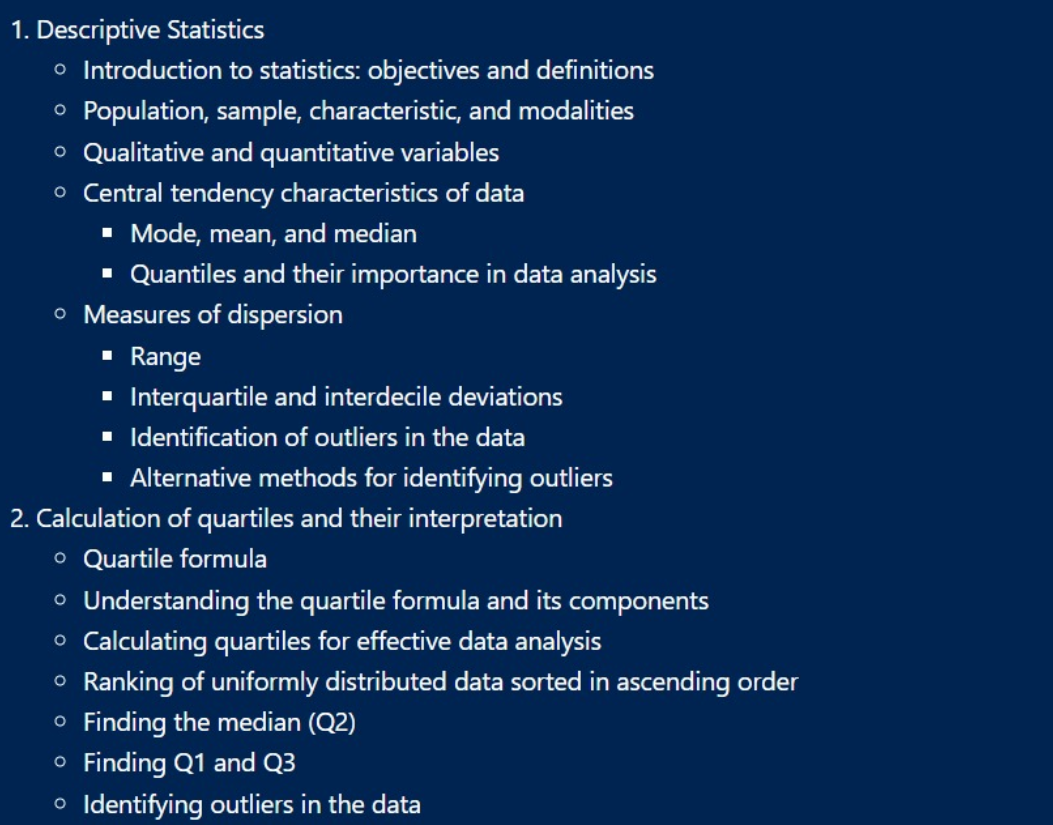 1. Descriptive Statistics
○ Introduction to statistics: objectives and definitions
○ Population, sample, characteristic, and modalities
○ Qualitative and quantitative variables
○ Central tendency characteristics of data
▪ Mode, mean, and median
▪ Quantiles and their importance in data analysis
○ Measures of dispersion
▪ Range
▪ Interquartile and interdecile deviations
▪ Identification of outliers in the data
▪ Alternative methods for identifying outliers
2. Calculation of quartiles and their interpretation
○ Quartile formula
○ Understanding the quartile formula and its components
○ Calculating quartiles for effective data analysis
○ Ranking of uniformly distributed data sorted in ascending order
○ Finding the median (Q2)
○ Finding Q1 and Q3
○ Identifying outliers in the data